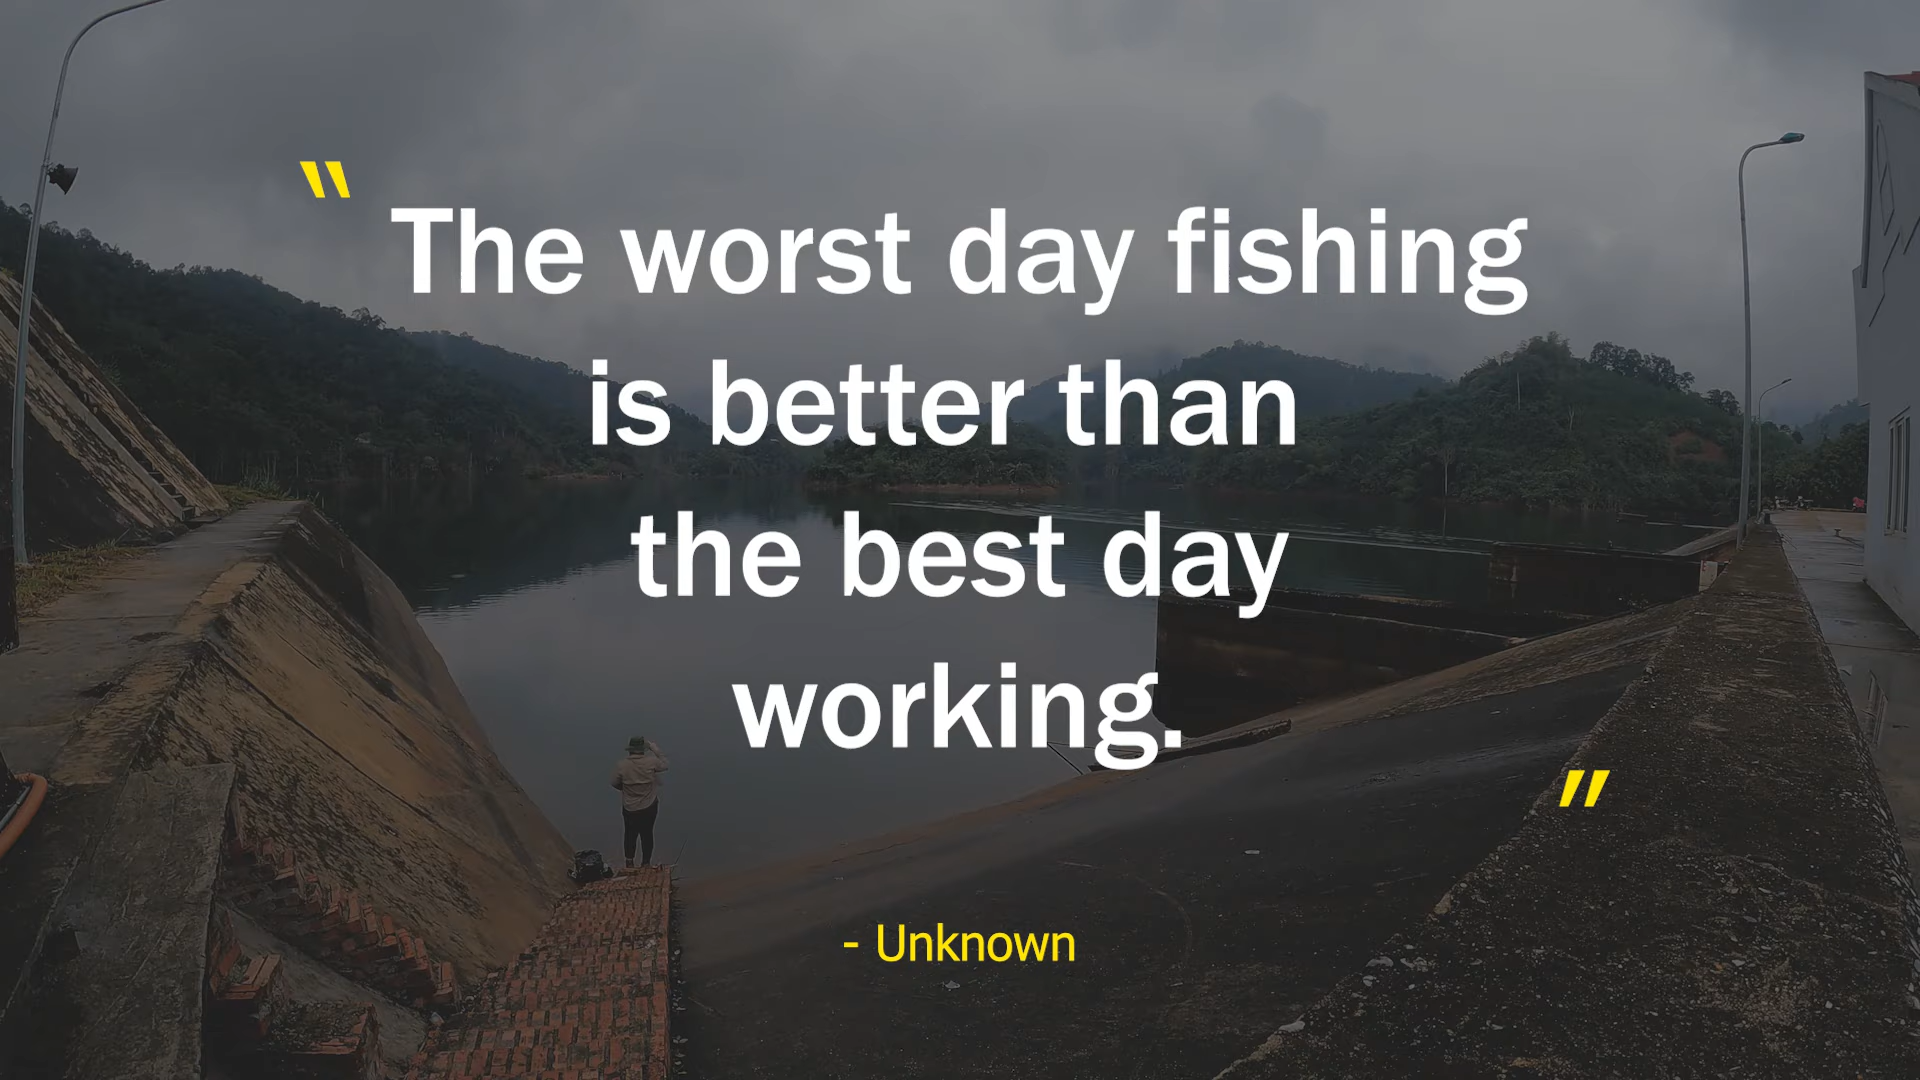 “ The worst day fishing
is better than
the best day
working. ”
- Unknown